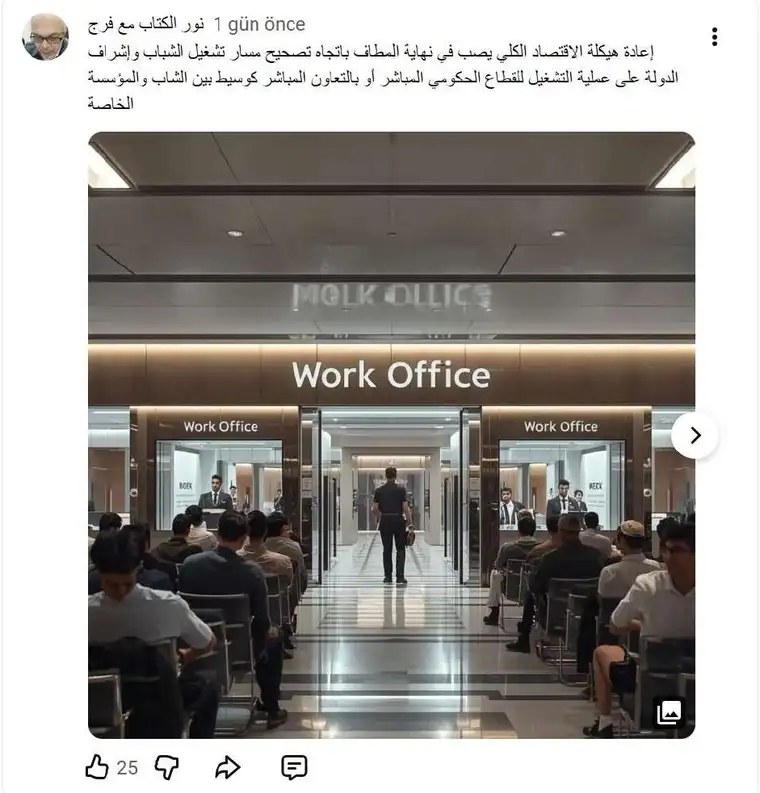 نور الكتاب مع فرج 1 gün önce
إعادة هيكلة الاقتصاد الكلي يصب في نهاية المطاف باتجاه تصحيح مسار تشغيل الشباب وإشراف
الدولة على عملية التشغيل للقطاع الحكومي المباشر أو بالتعاون المباشر كوسيط بين الشاب والمؤسسة
الخاصة
Work Office
Work Office
Work Office
25